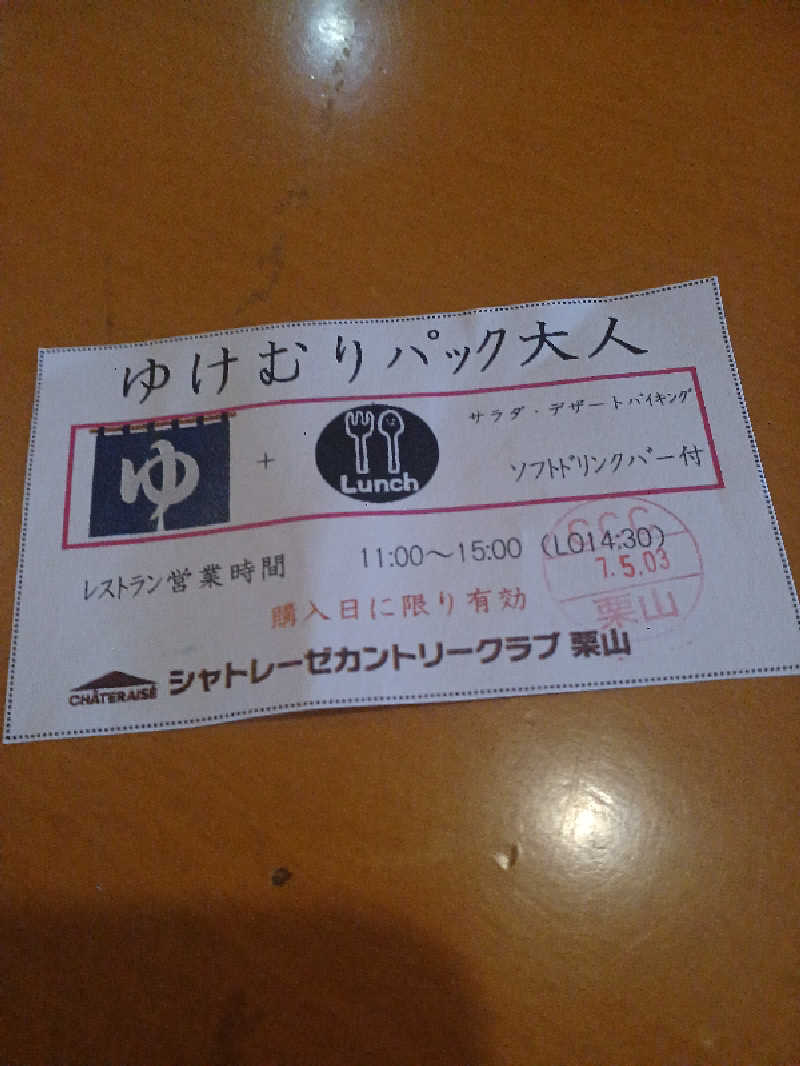 ゆけむりパック大人
ゆ + Lunch
サラダ・デザートバイキング
ソフトドリンクバー付
レストラン営業時間 11:00～15:00 (LO14:30)
CCC
7.5.03
栗山
購入日に限り有効
CHÂTERAISÉ シャトレーゼカントリークラブ 栗山